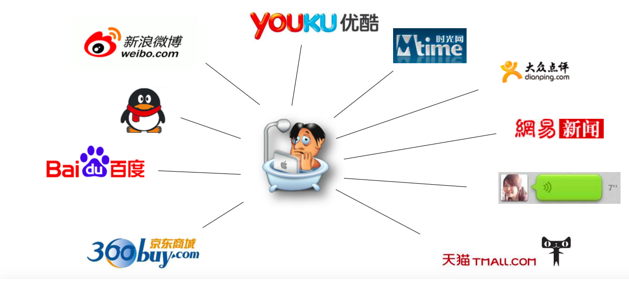 YOUKU 优酷
新浪微博
weibo.com
时光网
Mtime
大众点评
dianping.com
網易 新闻
Bai du 百度
7"
京东商城
360buy.com
天猫 TMALL.COM